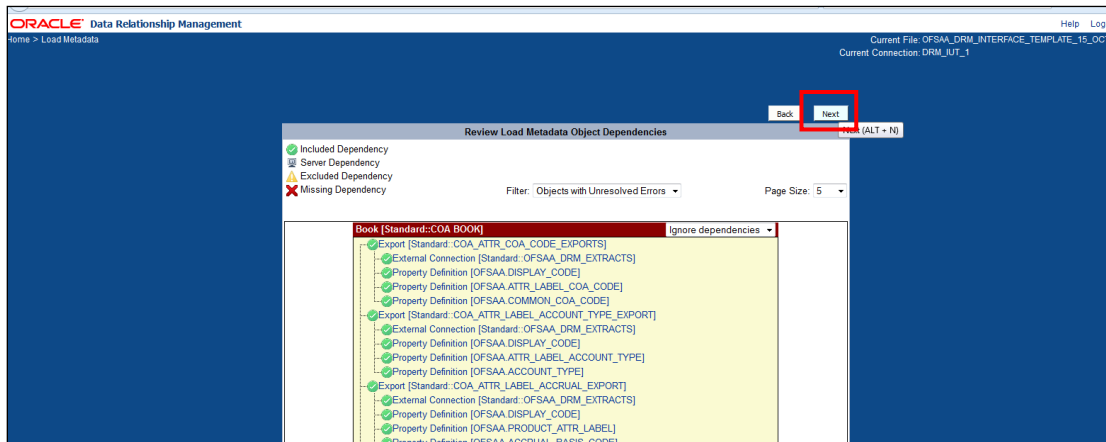 ORACLE Data Relationship Management
Help Log
Home > Load Metadata
Current File: OFSAA_DRM_INTERFACE_TEMPLATE_15_OC
Current Connection: DRM_IUT_1
Back Next
(ALT + N)
Review Load Metadata Object Dependencies
Included Dependency
Server Dependency
Excluded Dependency
Missing Dependency
Filter: Objects with Unresolved Errors
Page Size: 5
Book [Standard::COA BOOK]
Ignore dependencies
Export [Standard::COA_ATTR_COA_CODE_EXPORTS]
External Connection [Standard::OFSAA_DRM_EXTRACTS]
Property Definition [OFSAA.DISPLAY_CODE]
Property Definition [OFSAA.ATTR_LABEL_COA_CODE]
Property Definition [OFSAA.COMMON_COA_CODE]
Export [Standard::COA_ATTR_LABEL_ACCOUNT_TYPE_EXPORT]
External Connection [Standard::OFSAA_DRM_EXTRACTS]
Property Definition [OFSAA.DISPLAY_CODE]
Property Definition [OFSAA.ATTR_LABEL_ACCOUNT_TYPE]
Property Definition [OFSAA.ACCOUNT_TYPE]
Export [Standard::COA_ATTR_LABEL_ACCRUAL_EXPORT]
External Connection [Standard::OFSAA_DRM_EXTRACTS]
Property Definition [OFSAA.DISPLAY_CODE]
Property Definition [OFSAA.PRODUCT_ATTR_LABEL]
Property Definition [OFSAA.ACCRUAL_BASIS_CODE]